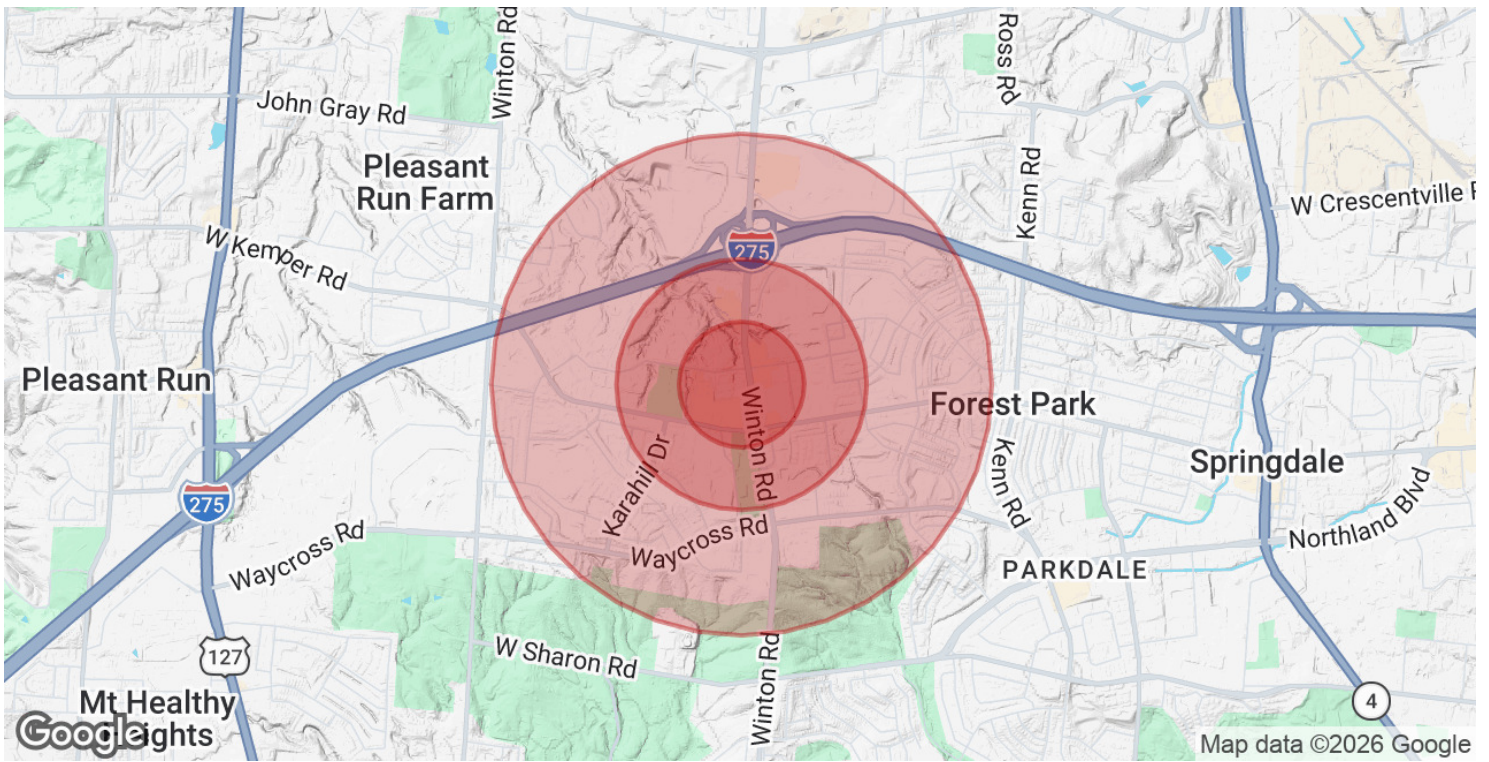 Winton Rd
Ross Rd
John Gray Rd
Pleasant
Run Farm
Kenn Rd
W Crescentville
W Kemper Rd
275
Pleasant Run
Winton Rd
Forest Park
Karahill Dr
Kenn Rd
Springdale
275
Waycross Rd
Waycross Rd
Northland Blvd
PARKDALE
W Sharon Rd
Winton Rd
127
4
Mt Healthy
Heights
Google
Map data ©2026 Google